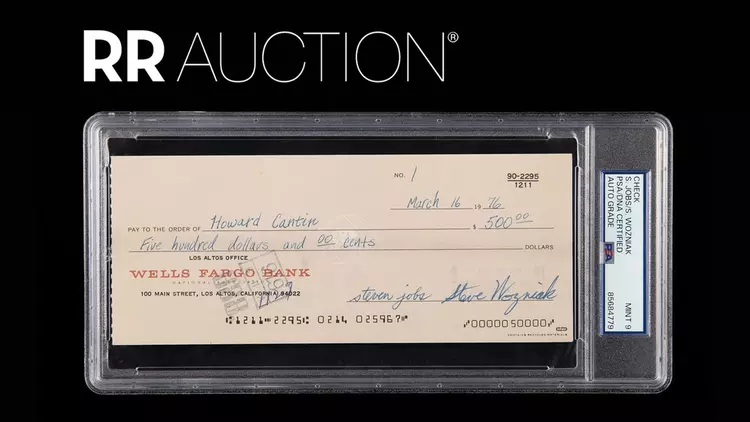 RR AUCTION®
NO. 1
90-2295
1211
March 16 1976
PAY TO THE ORDER OF Howard Cantin $ 500 00
Five hundred dollars and 00 cents DOLLARS
LOS ALTOS OFFICE
WELLS FARGO BANK
100 MAIN STREET, LOS ALTOS, CALIFORNIA 94022
steven jobs Steve Wozniak
⑆1211⑉2295⑆ 0214 025967⑈ ⑈0000050000⑈
CHECK
S. JOBS/S. WOZNIAK
PSA/DNA CERTIFIED
AUTO GRADE
PSA
MINT 9
85684779